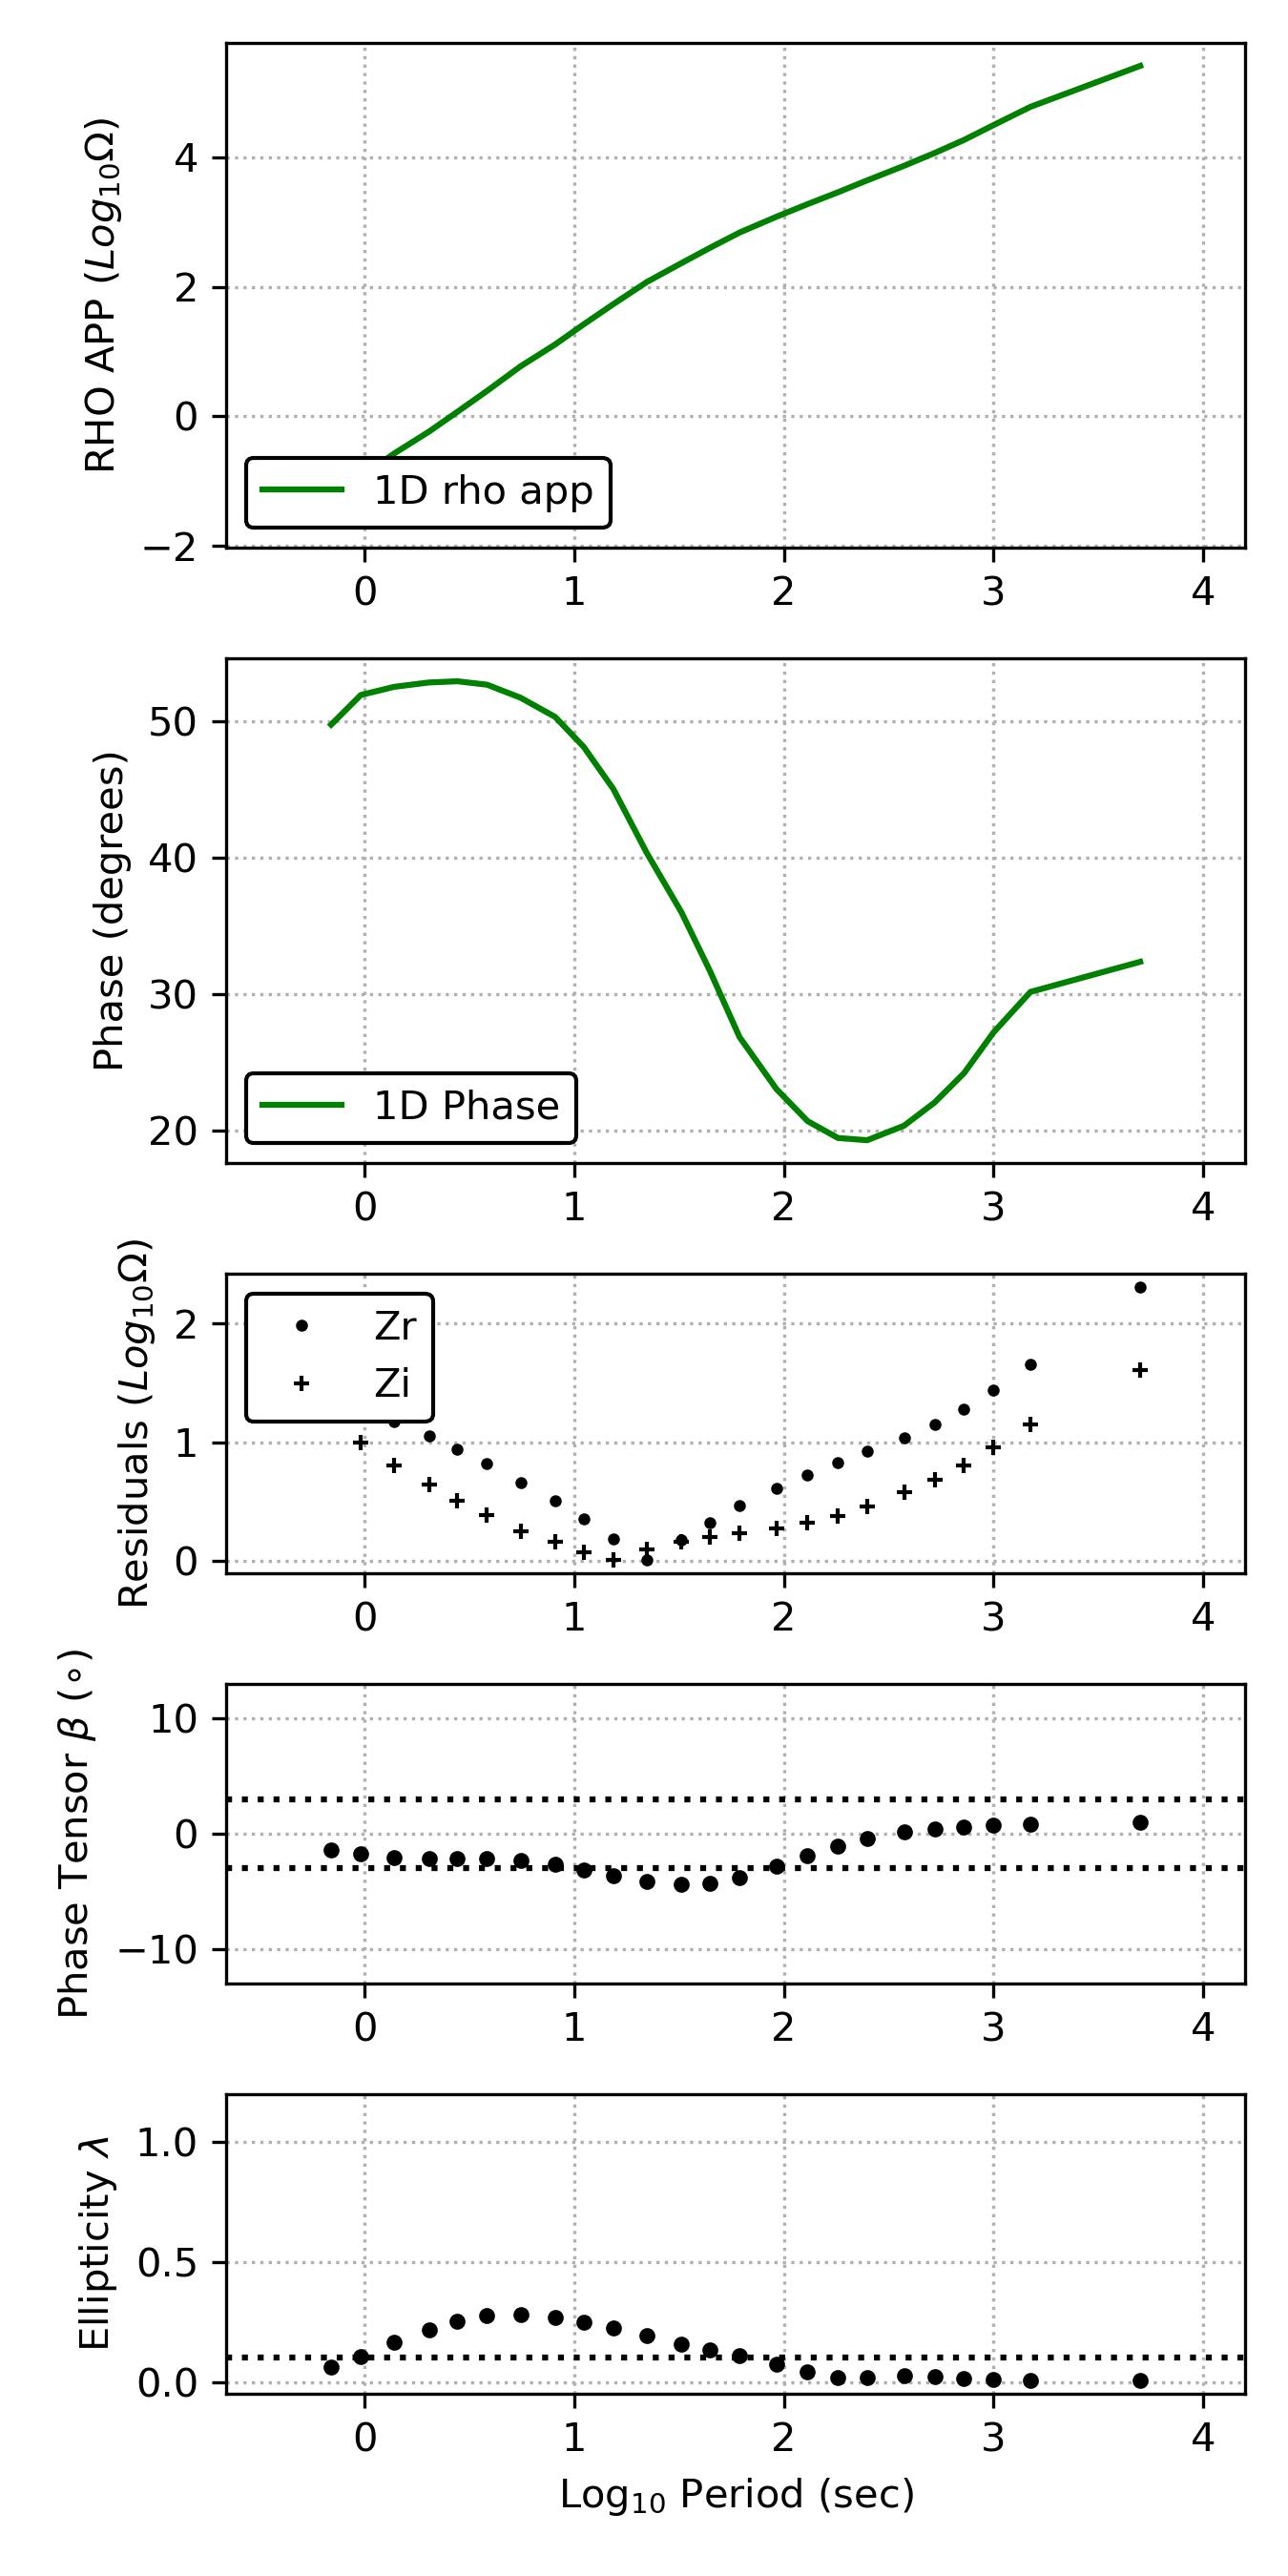 RHO APP (Log₁₀Ω)
4
2
0
−2
1D rho app
0 1 2 3 4
Phase (degrees)
50
40
30
20
1D Phase
0 1 2 3 4
Residuals (Log₁₀Ω)
2
1
0
Zr
Zi
0 1 2 3 4
Phase Tensor β (∘)
10
0
−10
0 1 2 3 4
Ellipticity λ
1.0
0.5
0.0
0 1 2 3 4
Log₁₀ Period (sec)